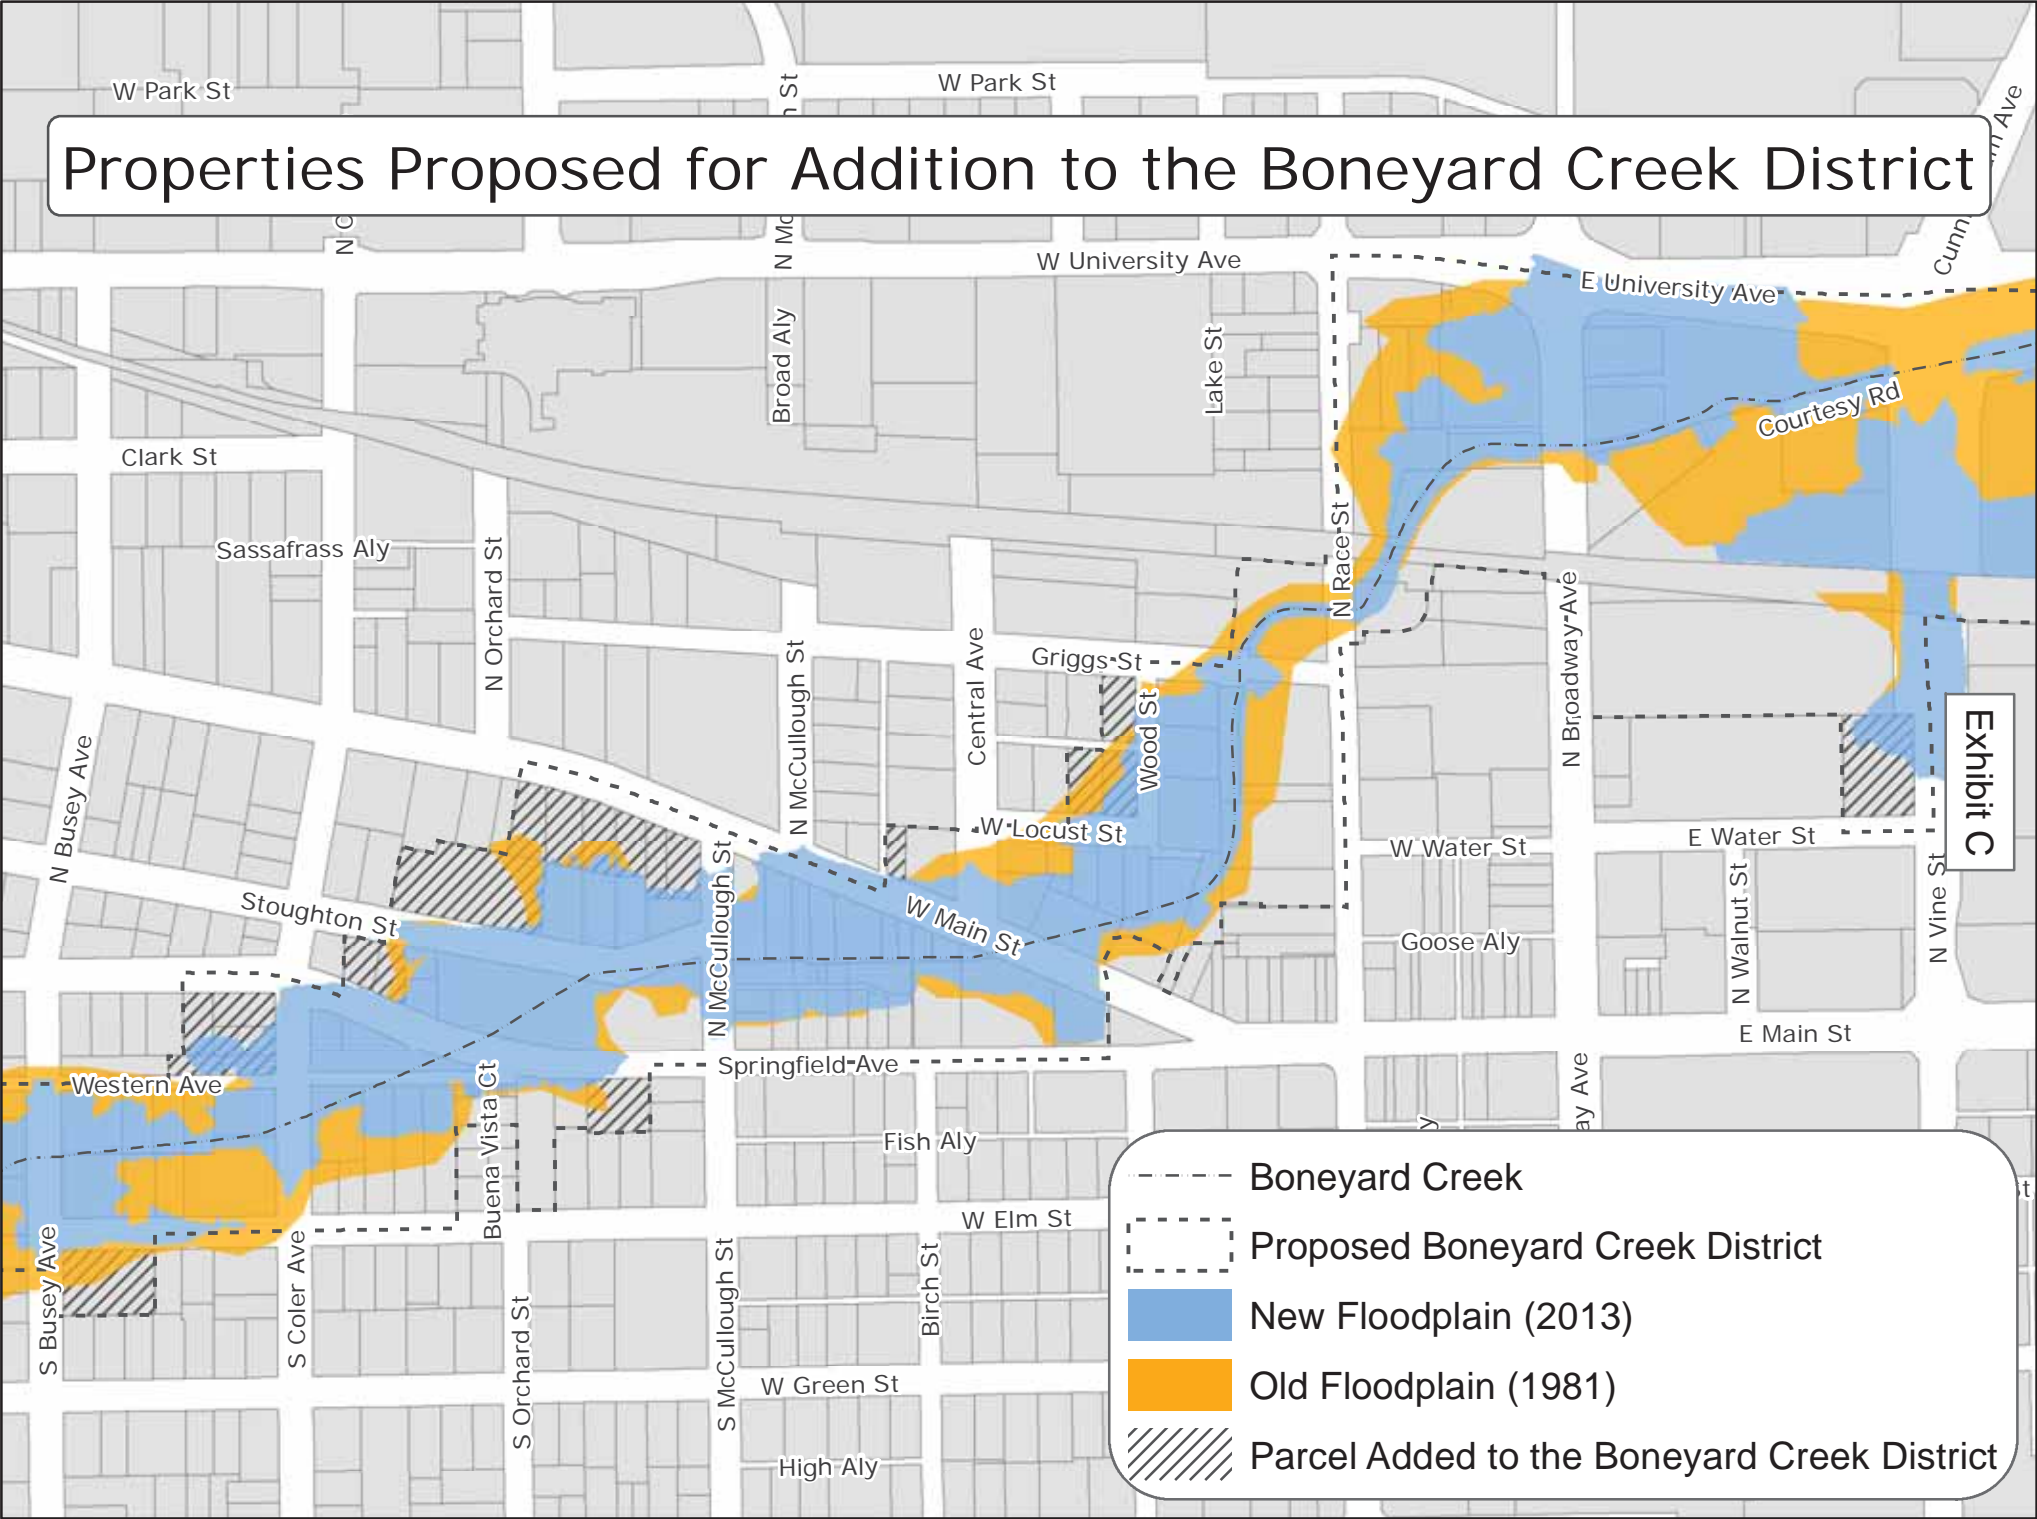 W Park St
W Park St
n Ave
n St
Properties Proposed for Addition to the Boneyard Creek District
N Mc
W University Ave
E University Ave
Broad Aly
Lake St
Courtesy Rd
Clark St
Sassafrass Aly
N Orchard St
N Race St
Griggs St
N McCullough St
Central Ave
Wood St
N Broadway Ave
Exhibit C
N Busey Ave
W Locust St
W Water St
E Water St
Stoughton St
N McCullough St
W Main St
Goose Aly
N Walnut St
N Vine St
E Main St
Springfield Ave
Western Ave
Buena Vista Ct
ay Ave
Fish Aly
y
W Elm St
S Busey Ave
S Coler Ave
S Orchard St
S McCullough St
Birch St
W Green St
High Aly
Boneyard Creek
Proposed Boneyard Creek District
New Floodplain (2013)
Old Floodplain (1981)
Parcel Added to the Boneyard Creek District